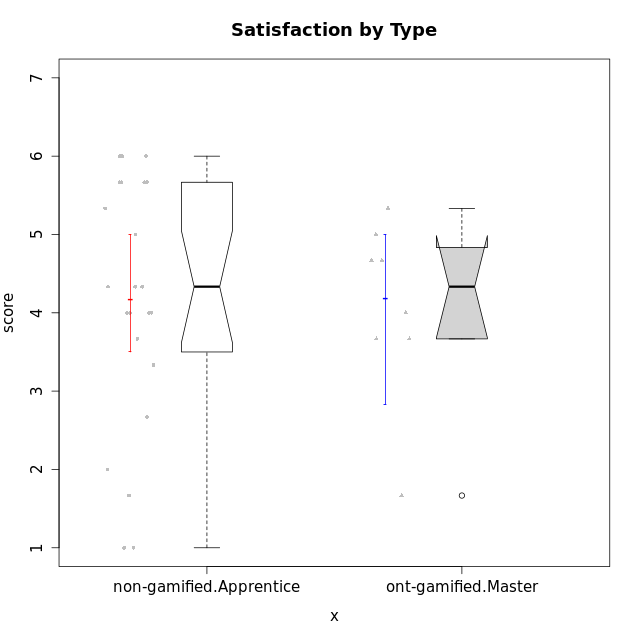 Satisfaction by Type
7
6
5
4
3
2
1
score
non-gamified.Apprentice
ont-gamified.Master
x